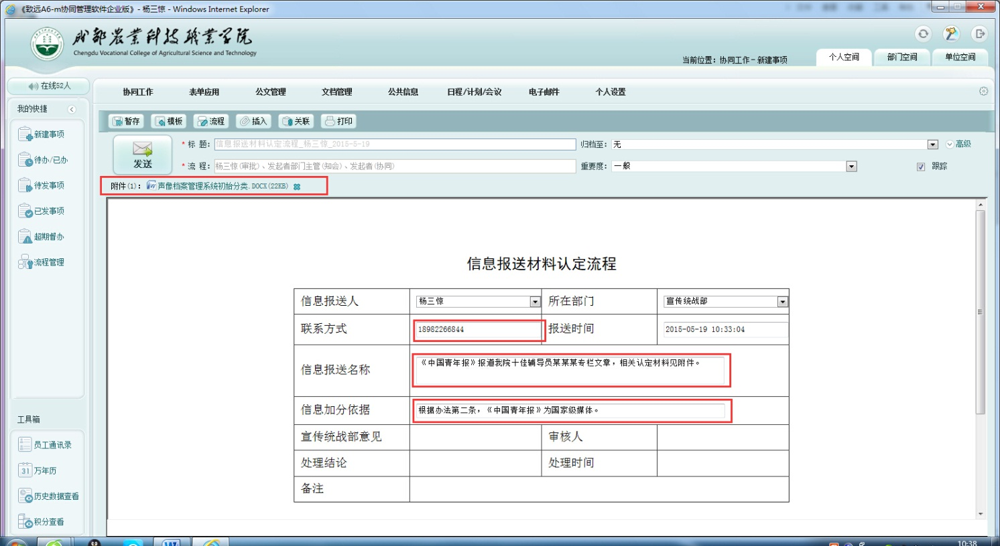 《致远A6-m协同管理软件企业版》- 杨三惊 - Windows Internet Explorer
成都农业科技职业学院
Chengdu Vocational College of Agricultural Science and Technology
当前位置：协同工作 - 新建事项
个人空间 部门空间 单位空间
在线52人
协同工作 表单应用 公文管理 文档管理 公共信息 日程/计划/会议 电子邮件 个人设置
我的快捷
新建事项
待办/已办
待发事项
已发事项
超期督办
流程管理
工具箱
员工通讯录
31 万年历
历史数据查看
积分查看
暂存 模板 流程 插入 关联 打印
发送
* 标 题： 信息报送材料认定流程_杨三惊_2015-5-19 归档至： 无 高级
* 流 程： 杨三惊(审批)、发起者部门主管(知会)、发起者(协同) 重要度： 一般 跟踪
附件(1)： 声像档案管理系统初始分类.DOCX(22KB)
信息报送材料认定流程
信息报送人 杨三惊 所在部门 宣传统战部
联系方式 18982266844 报送时间 2015-05-19 10:33:04
信息报送名称 《中国青年报》报道我院十佳辅导员某某某专栏文章，相关认定材料见附件。
信息加分依据 根据办法第二条，《中国青年报》为国家级媒体。
宣传统战部意见 审核人
处理结论 处理时间
备注
10:38